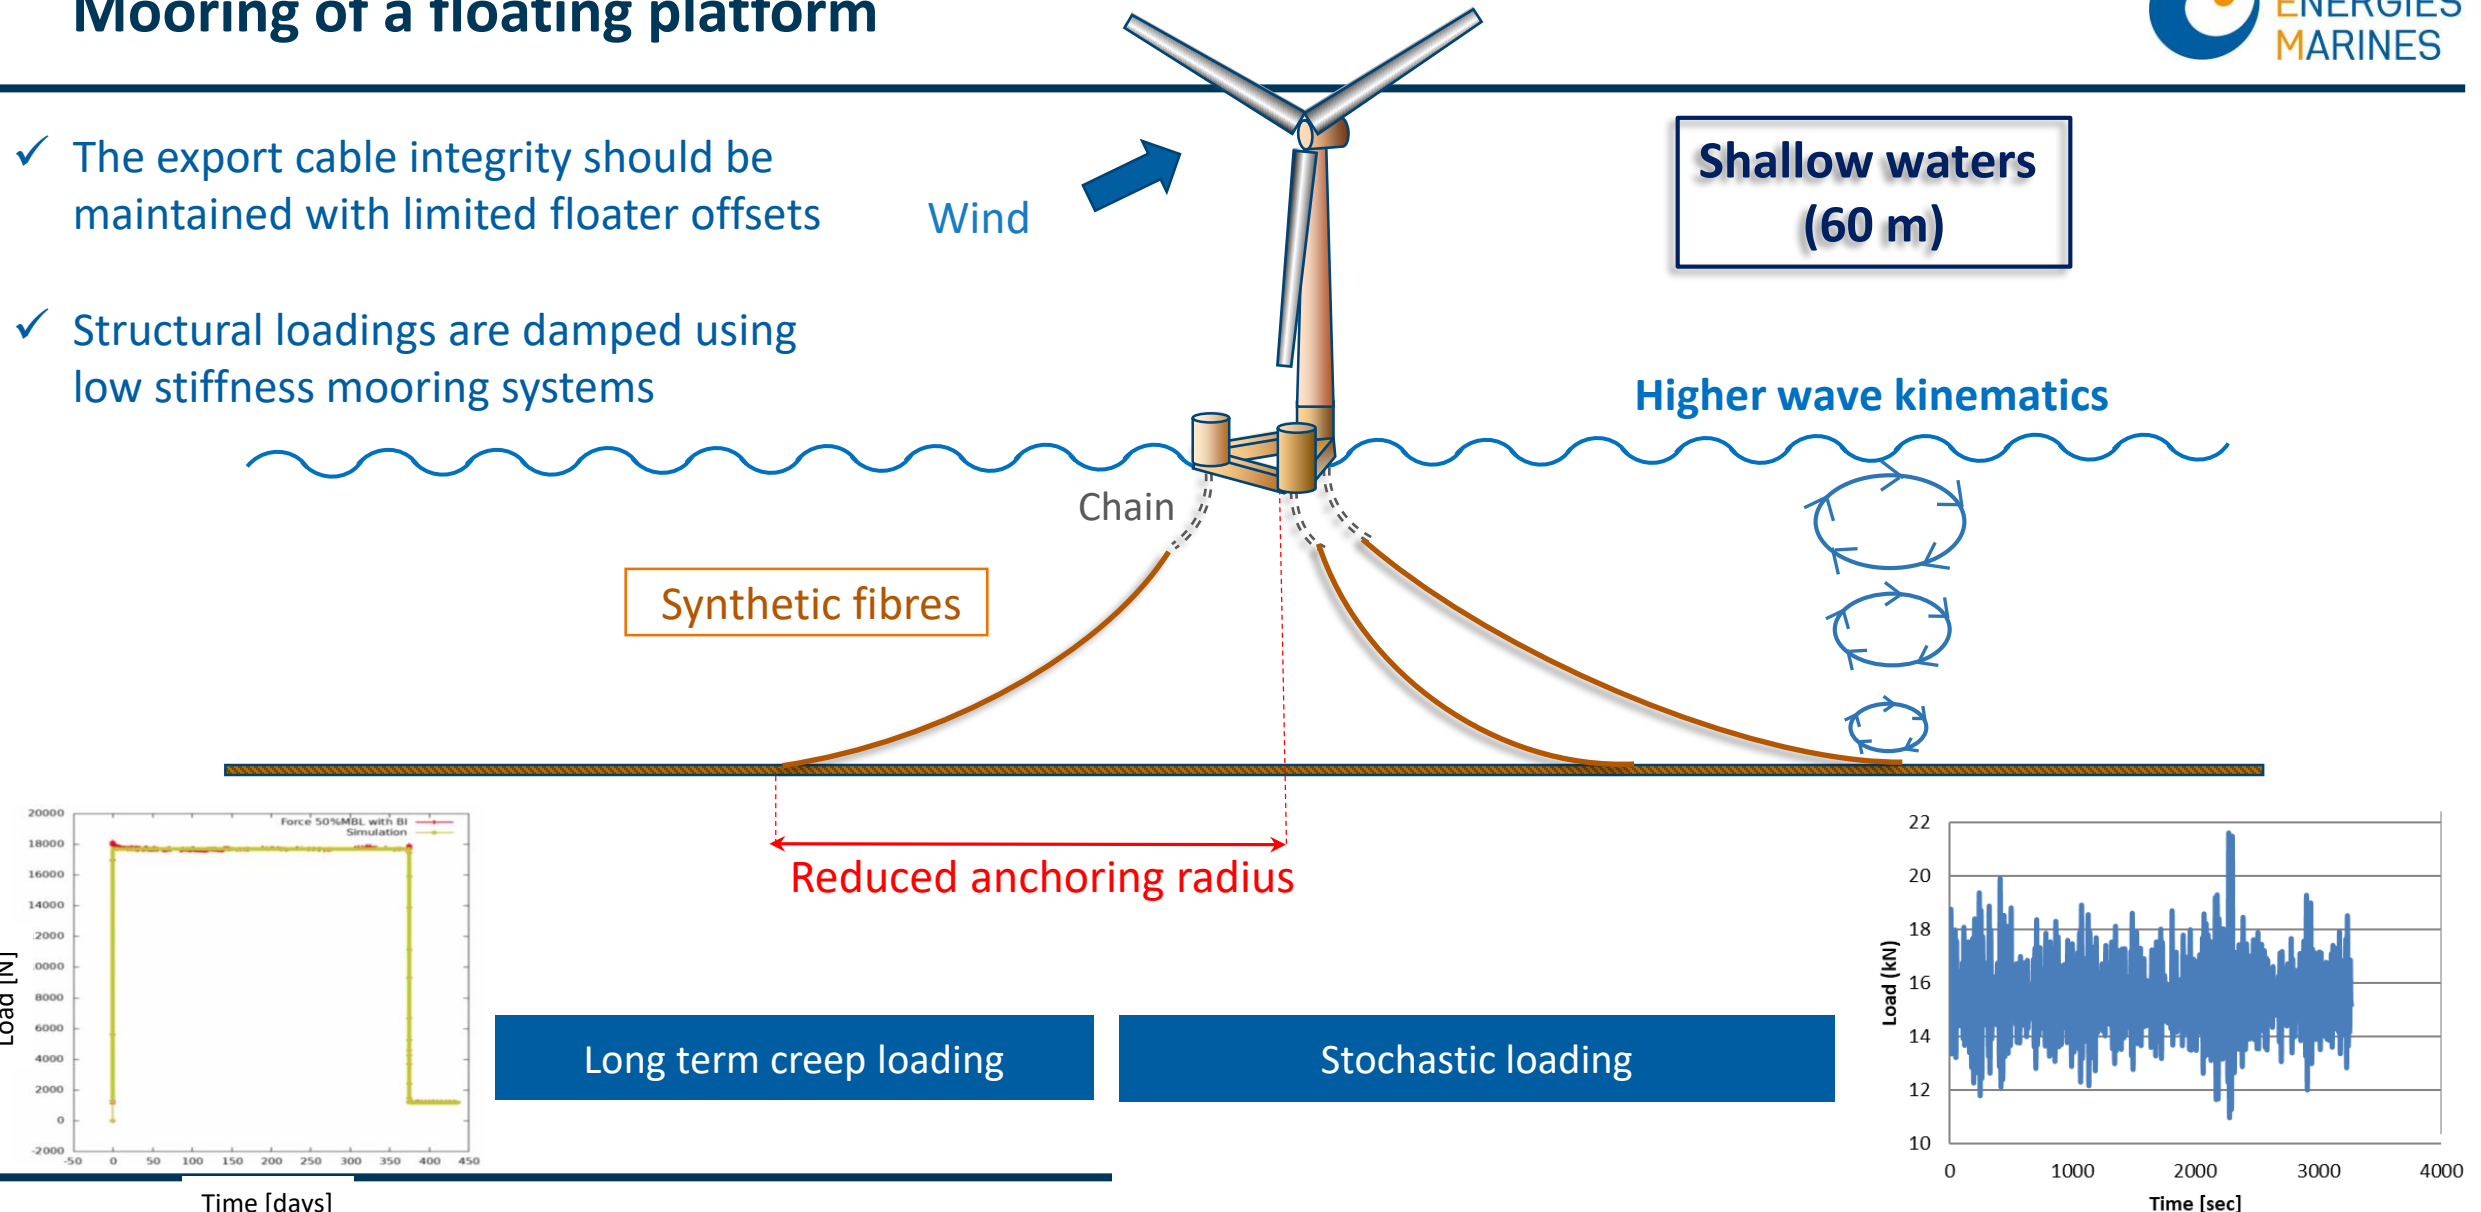 Mooring of a floating platform
ENERGIES
MARINES
✓ The export cable integrity should be
maintained with limited floater offsets
✓ Structural loadings are damped using
low stiffness mooring systems
Wind
Shallow waters
(60 m)
Higher wave kinematics
Chain
Synthetic fibres
Reduced anchoring radius
Force 50%MBL with BI
Simulation
20000
18000
16000
14000
2000
0000
8000
6000
4000
2000
0
-2000
-50 0 50 100 150 200 250 300 350 400 450
Load [N]
Time [days]
Long term creep loading
Stochastic loading
22
20
18
16
14
12
10
0 1000 2000 3000 4000
Load (kN)
Time [sec]